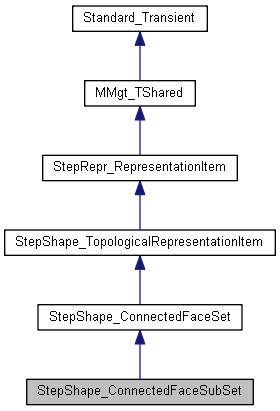 Standard_Transient
MMgt_TShared
StepRepr_RepresentationItem
StepShape_TopologicalRepresentationItem
StepShape_ConnectedFaceSet
StepShape_ConnectedFaceSubSet